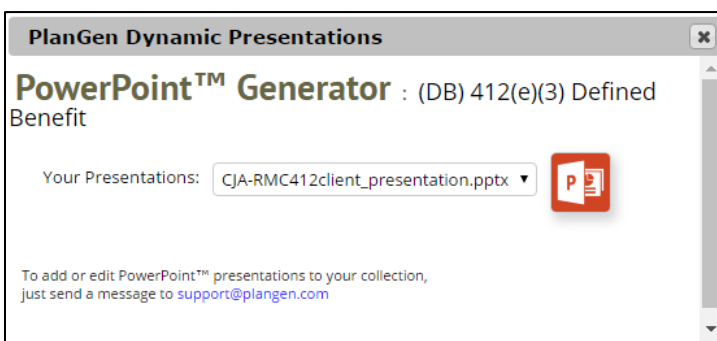 PlanGen Dynamic Presentations
PowerPoint™ Generator : (DB) 412(e)(3) Defined
Benefit
Your Presentations: CJA-RMC412client_presentation.pptx
To add or edit PowerPoint™ presentations to your collection,
just send a message to support@plangen.com